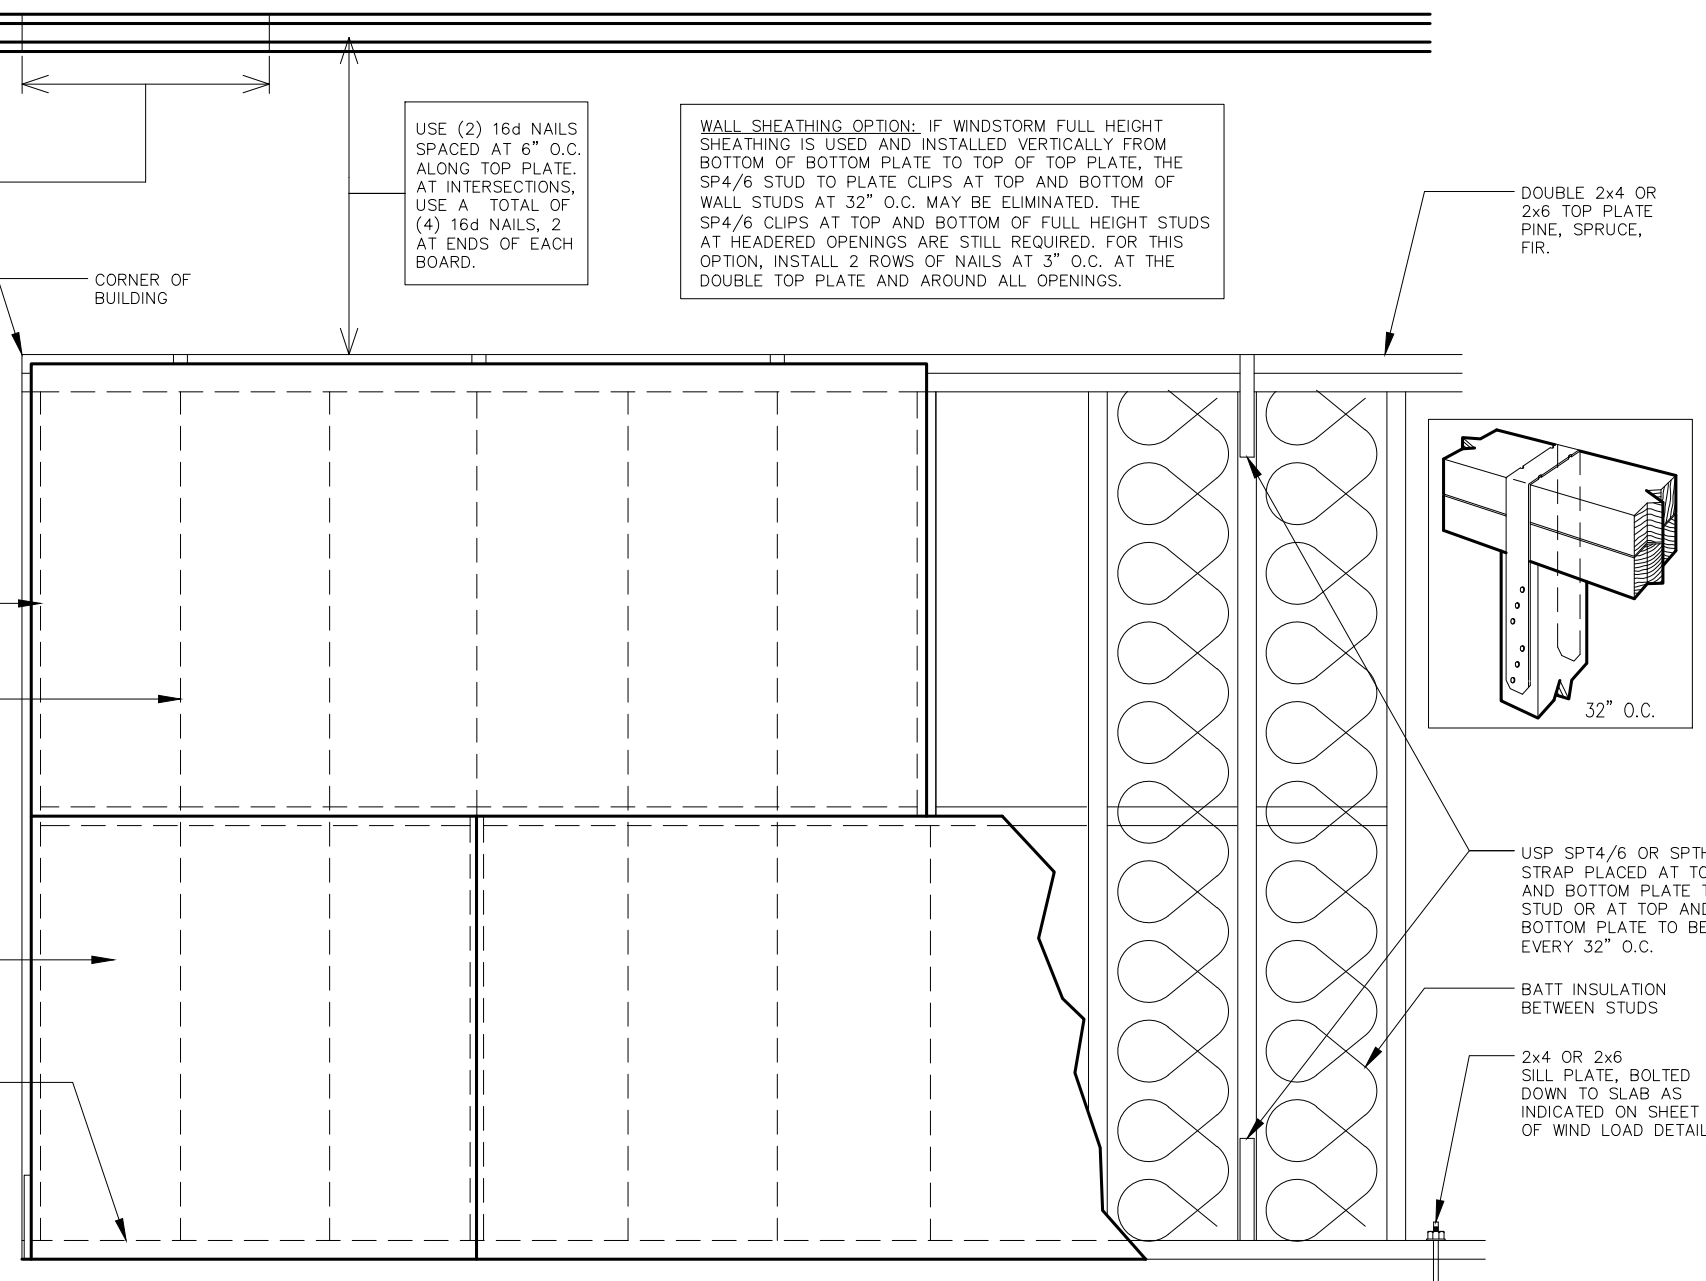 USE (2) 16d NAILS
SPACED AT 6" O.C.
ALONG TOP PLATE.
AT INTERSECTIONS,
USE A TOTAL OF
(4) 16d NAILS, 2
AT ENDS OF EACH
BOARD.
WALL SHEATHING OPTION: IF WINDSTORM FULL HEIGHT
SHEATHING IS USED AND INSTALLED VERTICALLY FROM
BOTTOM OF BOTTOM PLATE TO TOP OF TOP PLATE, THE
SP4/6 STUD TO PLATE CLIPS AT TOP AND BOTTOM OF
WALL STUDS AT 32" O.C. MAY BE ELIMINATED. THE
SP4/6 CLIPS AT TOP AND BOTTOM OF FULL HEIGHT STUDS
AT HEADERED OPENINGS ARE STILL REQUIRED. FOR THIS
OPTION, INSTALL 2 ROWS OF NAILS AT 3" O.C. AT THE
DOUBLE TOP PLATE AND AROUND ALL OPENINGS.
DOUBLE 2x4 OR
2x6 TOP PLATE
PINE, SPRUCE,
FIR.
CORNER OF
BUILDING
32" O.C.
USP SPT4/6 OR
STRAP PLACED AT
AND BOTTOM PLATE
STUD OR AT TOP AND
BOTTOM PLATE TO BE
EVERY 32" O.C.
BATT INSULATION
BETWEEN STUDS
2x4 OR 2x6
SILL PLATE, BOLTED
DOWN TO SLAB AS
INDICATED ON SHEET
OF WIND LOAD